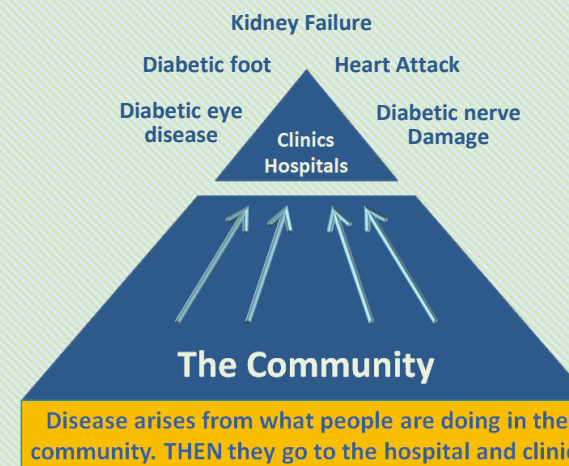 Kidney Failure
Diabetic foot
Heart Attack
Diabetic eye
disease
Diabetic nerve
Damage
Clinics
Hospitals
The Community
Disease arises from what people are doing in the
community. THEN they go to the hospital and